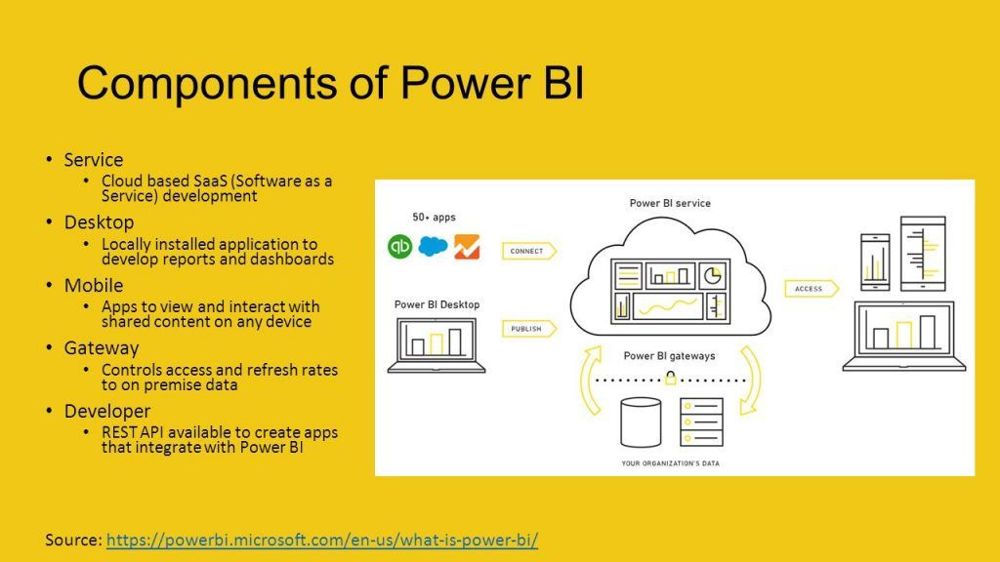 Components of Power BI
• Service
• Cloud based SaaS (Software as a
Service) development
• Desktop
• Locally installed application to
develop reports and dashboards
• Mobile
• Apps to view and interact with
shared content on any device
• Gateway
• Controls access and refresh rates
to on premise data
• Developer
• REST API available to create apps
that integrate with Power BI
50+ apps
qb
CONNECT
Power BI Desktop
PUBLISH
Power BI service
ACCESS
Power BI gateways
YOUR ORGANIZATION'S DATA
Source: https://powerbi.microsoft.com/en-us/what-is-power-bi/